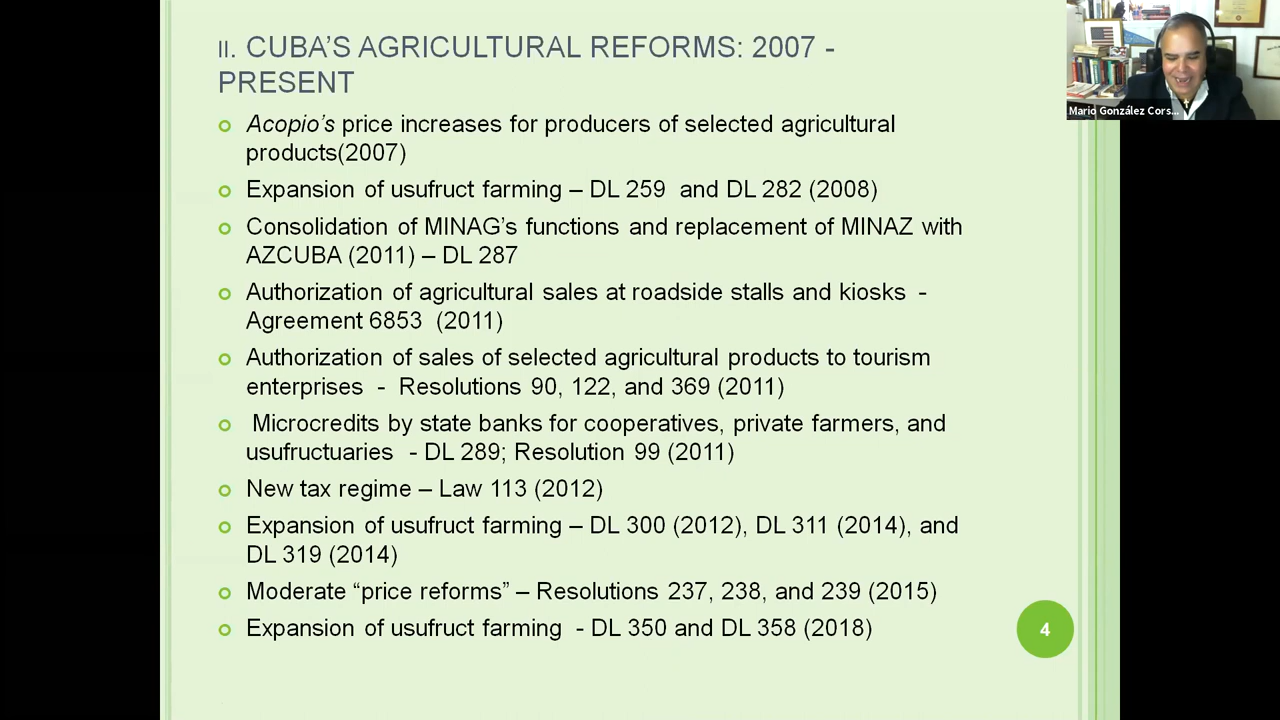 II. CUBA'S AGRICULTURAL REFORMS: 2007 -
PRESENT
Acopio's price increases for producers of selected agricultural
products(2007)
Expansion of usufruct farming – DL 259 and DL 282 (2008)
Consolidation of MINAG's functions and replacement of MINAZ with
AZCUBA (2011) – DL 287
Authorization of agricultural sales at roadside stalls and kiosks -
Agreement 6853 (2011)
Authorization of sales of selected agricultural products to tourism
enterprises - Resolutions 90, 122, and 369 (2011)
Microcredits by state banks for cooperatives, private farmers, and
usufructuaries - DL 289; Resolution 99 (2011)
New tax regime – Law 113 (2012)
Expansion of usufruct farming – DL 300 (2012), DL 311 (2014), and
DL 319 (2014)
Moderate “price reforms” – Resolutions 237, 238, and 239 (2015)
Expansion of usufruct farming - DL 350 and DL 358 (2018)
4
Mario González Cors...